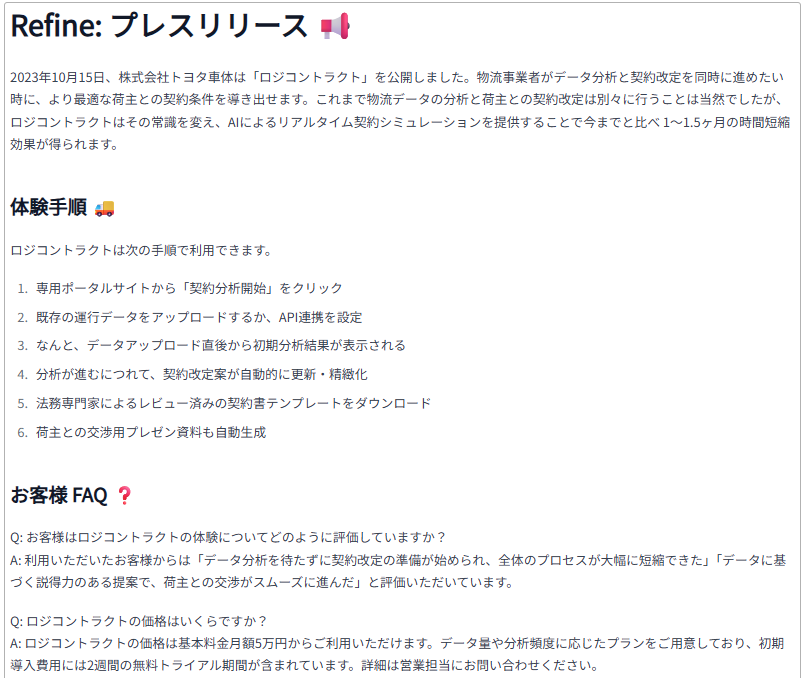 Refine: プレスリリース 📢
2023年10月15日、株式会社トヨタ車体は「ロジコントラクト」を公開しました。物流事業者がデータ分析と契約改定を同時に進めたい
時に、より最適な荷主との契約条件を導き出せます。これまで物流データの分析と荷主との契約改定は別々に行うことは当然でしたが、
ロジコントラクトはその常識を変え、AIによるリアルタイム契約シミュレーションを提供することで今までと比べ 1〜1.5ヶ月の時間短縮
効果が得られます。
体験手順 🚚
ロジコントラクトは次の手順で利用できます。
1. 専用ポータルサイトから「契約分析開始」をクリック
2. 既存の運行データをアップロードするか、API連携を設定
3. なんと、データアップロード直後から初期分析結果が表示される
4. 分析が進むにつれて、契約改定案が自動的に更新・精緻化
5. 法務専門家によるレビュー済みの契約書テンプレートをダウンロード
6. 荷主との交渉用プレゼン資料も自動生成
お客様 FAQ ❓
Q: お客様はロジコントラクトの体験についてどのように評価していますか？
A: 利用いただいたお客様からは「データ分析を待たずに契約改定の準備が始められ、全体のプロセスが大幅に短縮できた」「データに基
づく説得力のある提案で、荷主との交渉がスムーズに進んだ」と評価いただいています。
Q: ロジコントラクトの価格はいくらですか？
A: ロジコントラクトの価格は基本料金月額5万円からご利用いただけます。データ量や分析頻度に応じたプランをご用意しており、初期
導入費用には2週間の無料トライアル期間が含まれています。詳細は営業担当にお問い合わせください。